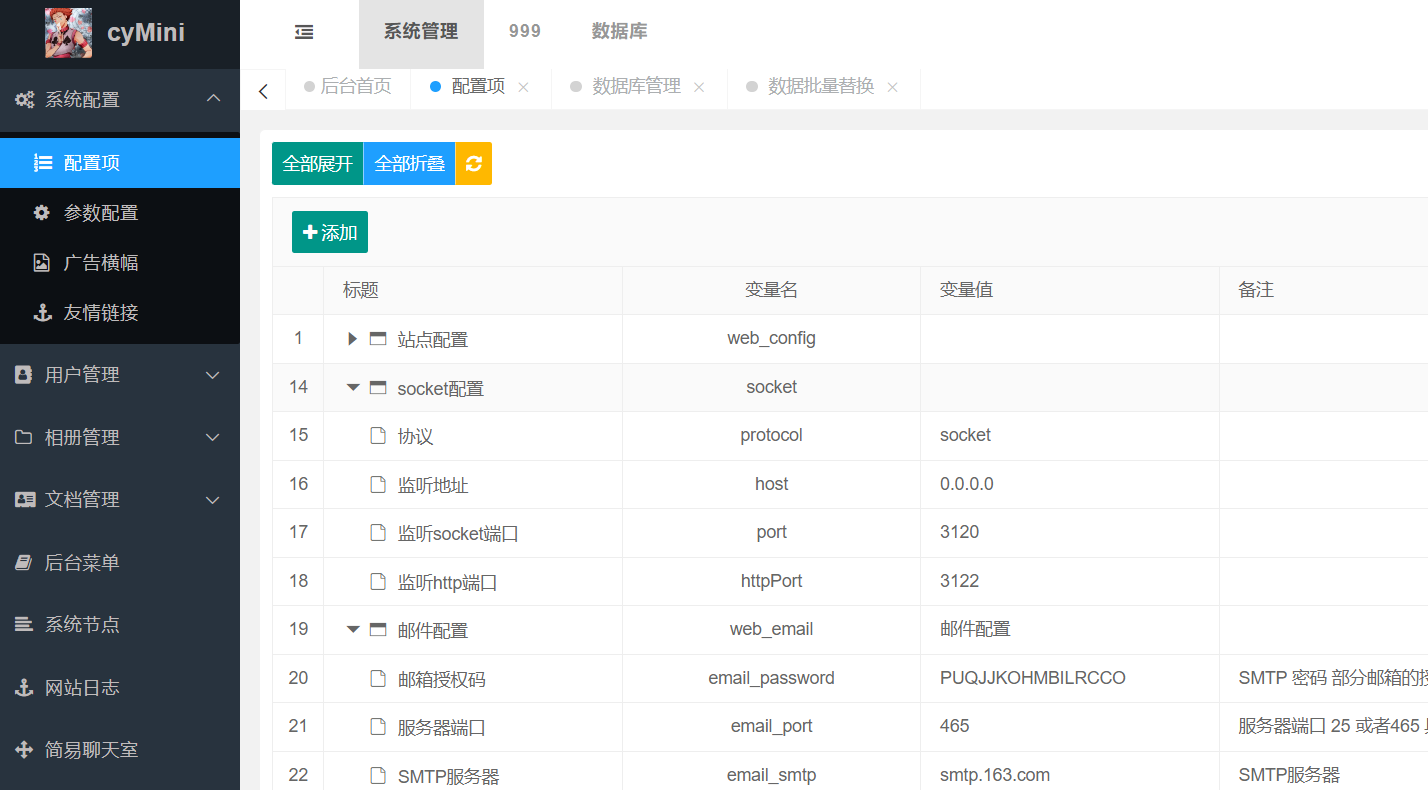 cyMini
系统管理 999 数据库
系统配置
后台首页 配置项 数据库管理 数据批量替换
配置项
参数配置
广告横幅
友情链接
用户管理
相册管理
文档管理
后台菜单
系统节点
网站日志
简易聊天室
全部展开 全部折叠
添加
标题 变量名 变量值 备注
1 站点配置 web_config
14 socket配置 socket
15 协议 protocol socket
16 监听地址 host 0.0.0.0
17 监听socket端口 port 3120
18 监听http端口 httpPort 3122
19 邮件配置 web_email 邮件配置
20 邮箱授权码 email_password PUQJJKOHMBILRCCO SMTP 密码 部分邮箱的
21 服务器端口 email_port 465 服务器端口 25 或者465
22 SMTP服务器 email_smtp smtp.163.com SMTP服务器